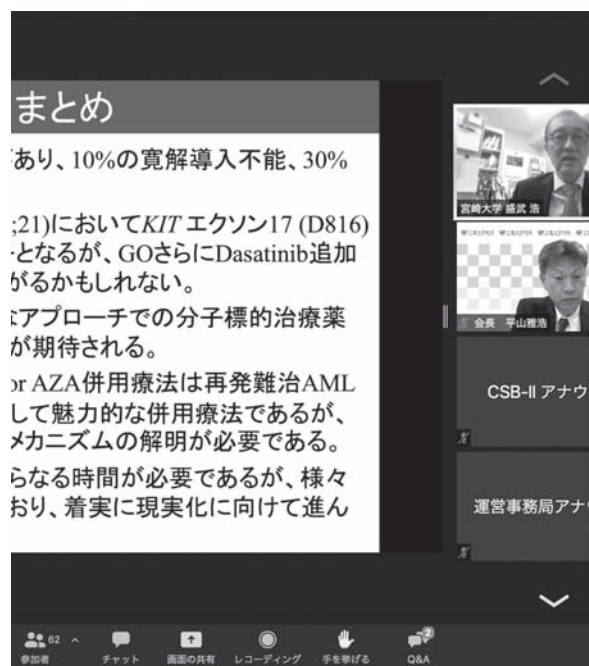 まとめ
あり、10%の寛解導入不能、30%
;21)においてKIT エクソン17 (D816)
となるが、GOさらにDasatinib追加
がるかもしれない。
なアプローチでの分子標的治療薬
が期待される。
or AZA併用療法は再発難治AML
して魅力的な併用療法であるが、
メカニズムの解明が必要である。
らなる時間が必要であるが、様々
おり、着実に現実化に向けて進ん
宮崎大学 盛武 浩
会長 平山雅浩
CSB-II アナウ
運営事務局アナ
62
参加者
チャット
画面の共有
レコーディング
手を挙げる
2
Q&A